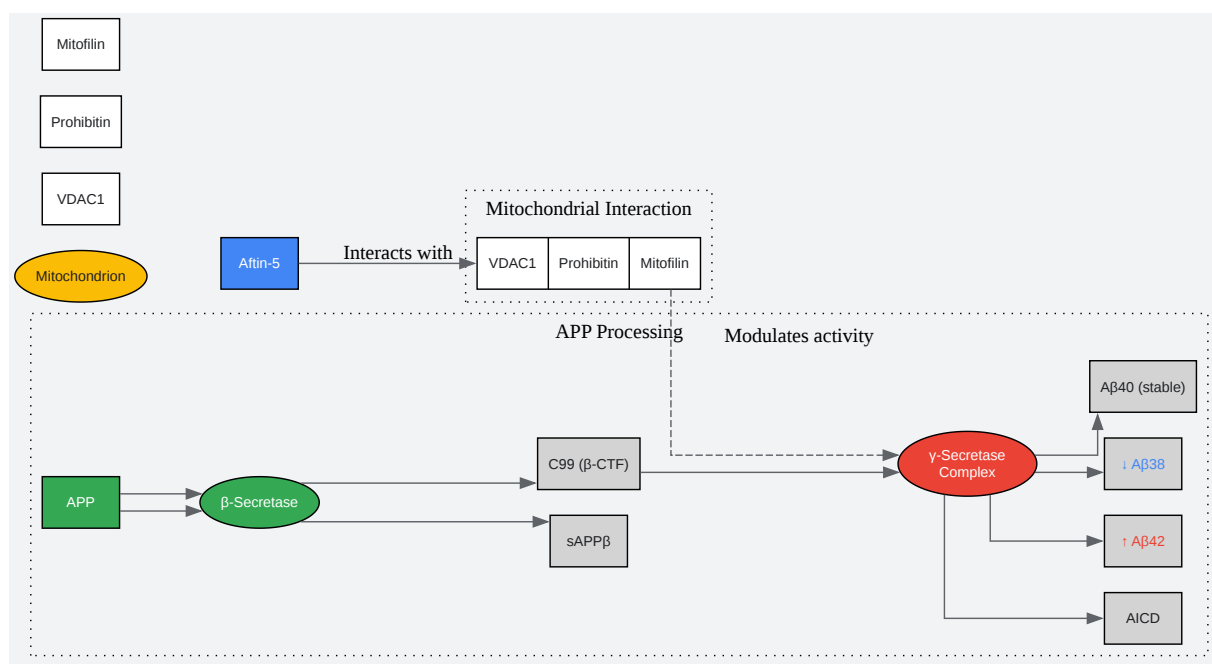 Mitofilin
Prohibitin
VDAC1
Mitochondrion
Aftin-5
Interacts with
Mitochondrial Interaction
VDAC1
Prohibitin
Mitofilin
APP Processing
Modulates activity
APP
β-Secretase
C99 (β-CTF)
sAPPβ
γ-Secretase
Complex
Aβ40 (stable)
↓ Aβ38
↑ Aβ42
AICD